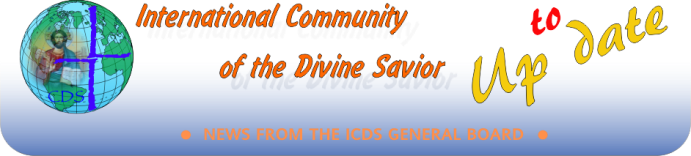 International Community
of the Divine Savior
Up to date
CDS
● NEWS FROM THE ICDS GENERAL BOARD ●